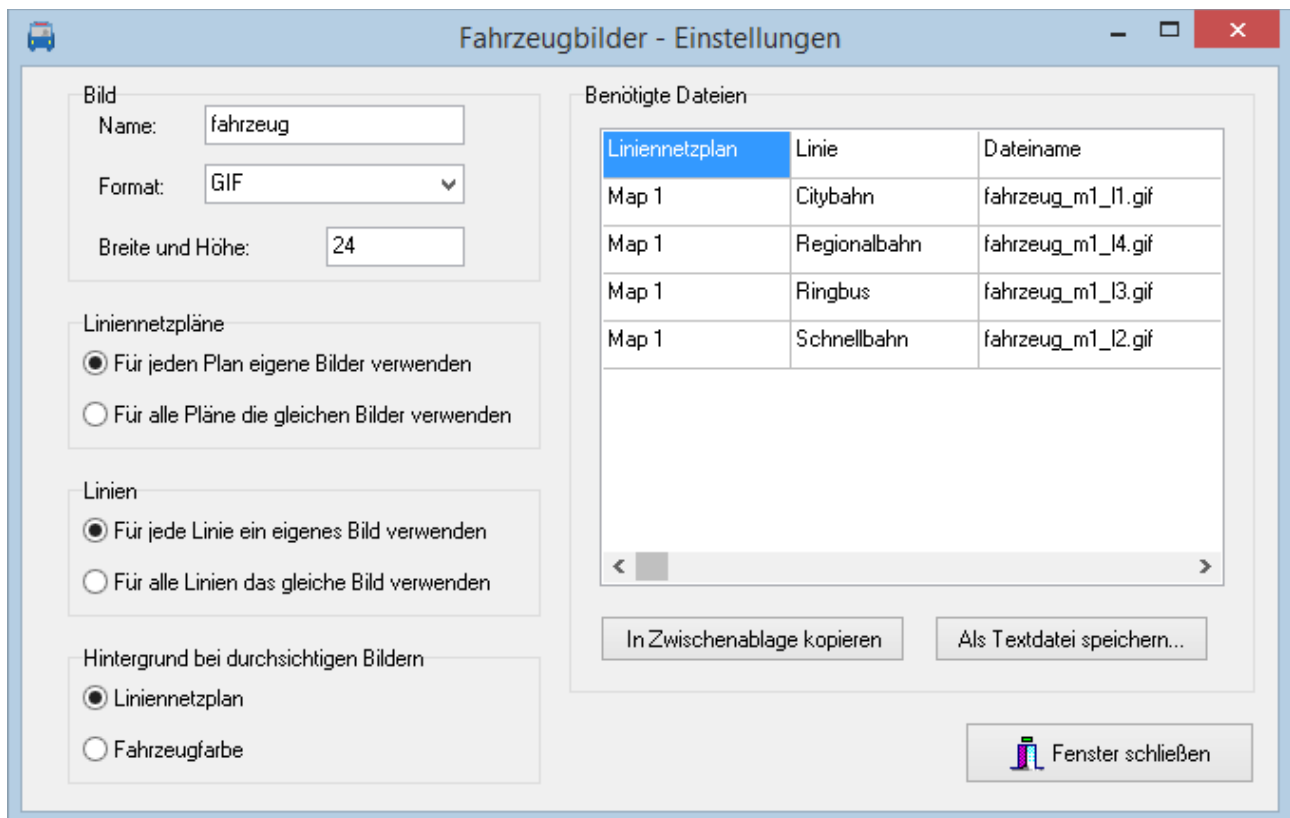 Fahrzeugbilder - Einstellungen
Bild
Name: fahrzeug
Format: GIF
Breite und Höhe: 24
Liniennetzpläne
Für jeden Plan eigene Bilder verwenden
Für alle Pläne die gleichen Bilder verwenden
Linien
Für jede Linie ein eigenes Bild verwenden
Für alle Linien das gleiche Bild verwenden
Hintergrund bei durchsichtigen Bildern
Liniennetzplan
Fahrzeugfarbe
Benötigte Dateien
Liniennetzplan Linie Dateiname
Map 1 Citybahn fahrzeug_m1_l1.gif
Map 1 Regionalbahn fahrzeug_m1_l4.gif
Map 1 Ringbus fahrzeug_m1_l3.gif
Map 1 Schnellbahn fahrzeug_m1_l2.gif
In Zwischenablage kopieren Als Textdatei speichern...
Fenster schließen